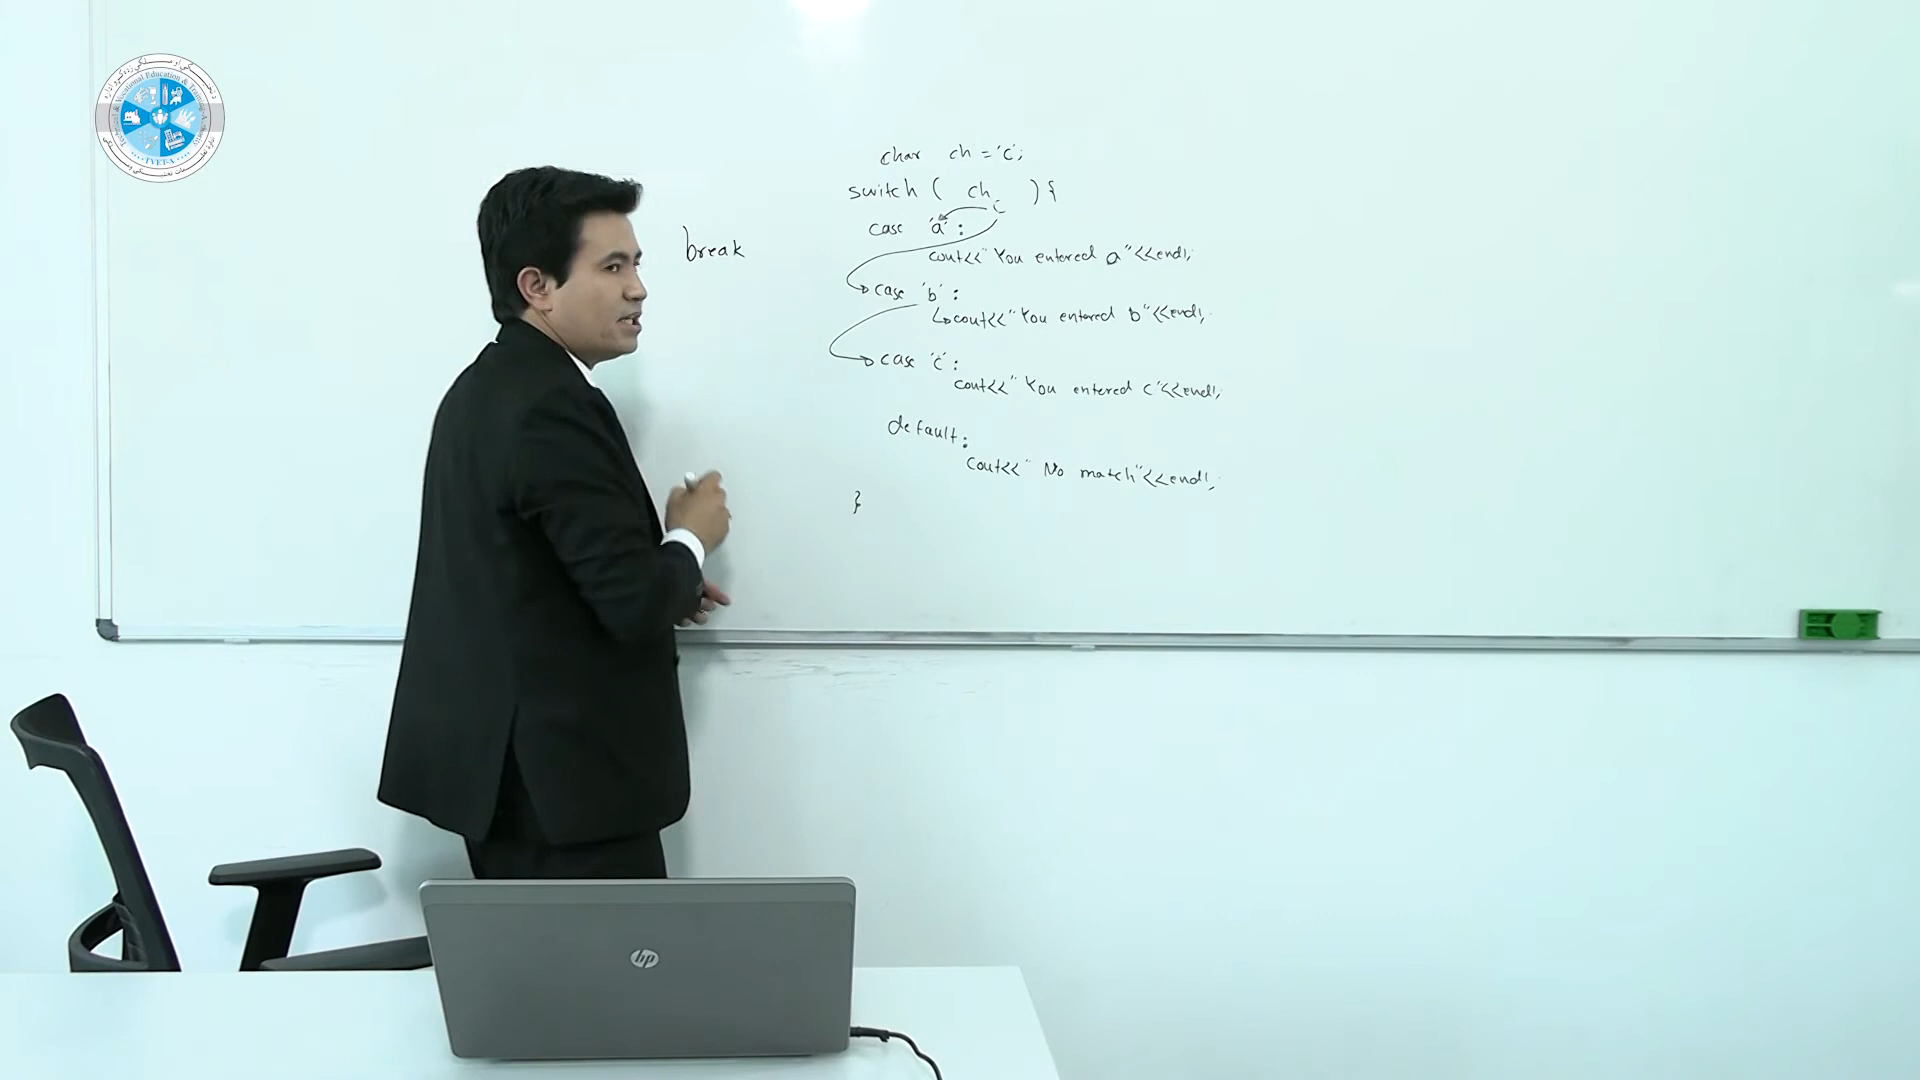 char ch = 'c';
switch ( ch ) {
c
case 'a' :
cout<<"You entered a"<<endl;
case 'b' :
cout<<"You entered b"<<endl;
case 'c' :
cout<<"You entered c"<<endl;
default:
cout<<" No match"<<endl;
}
break
hp
TVET-A